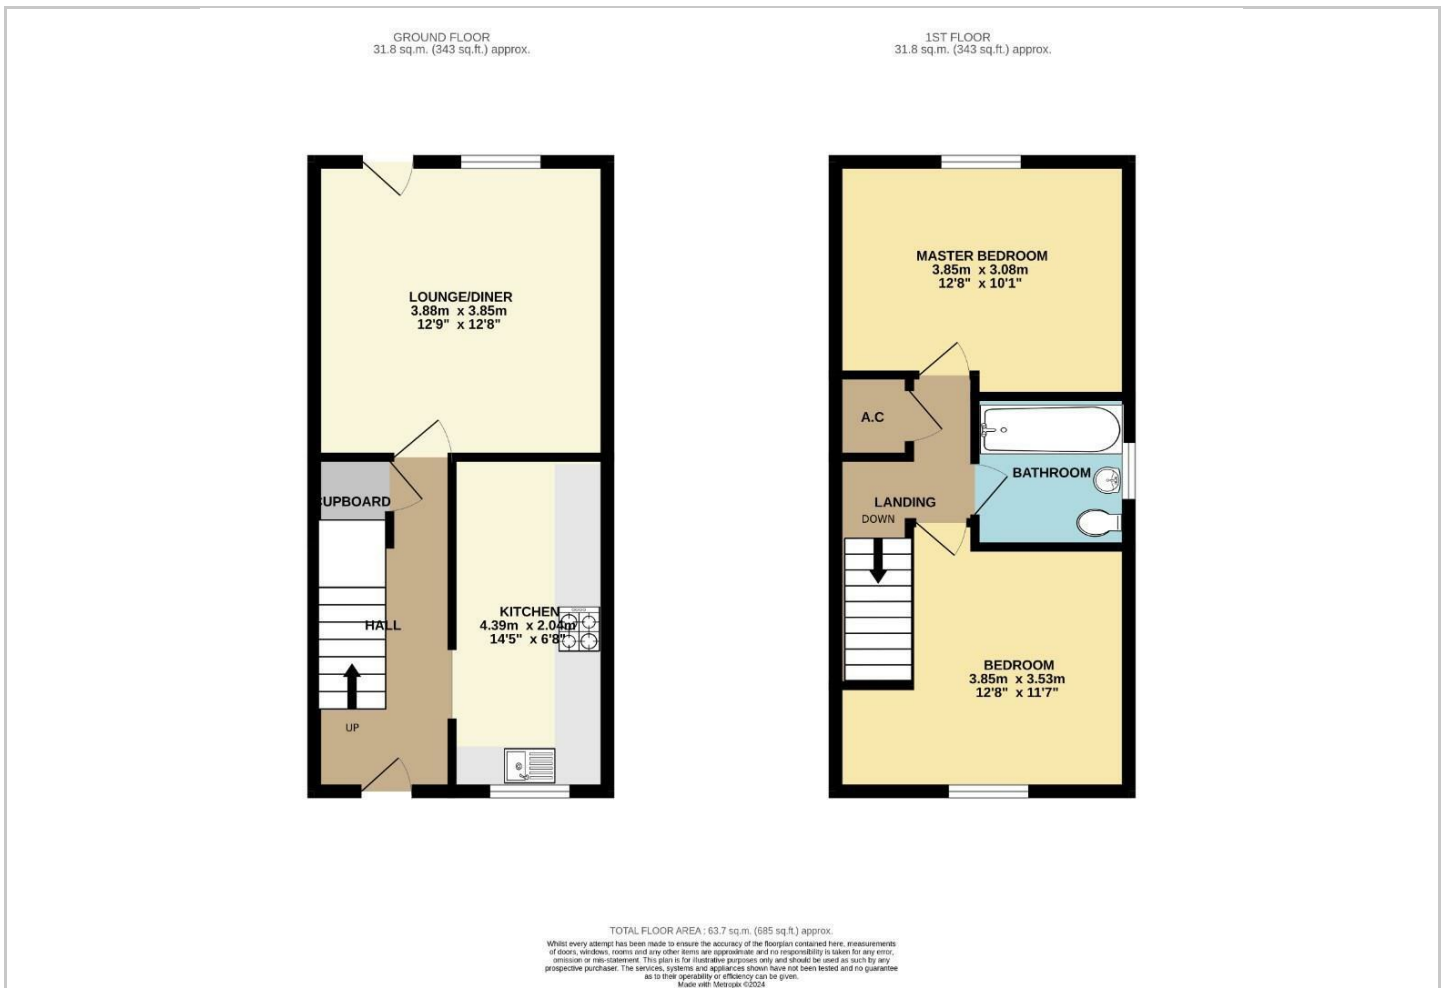 GROUND FLOOR
31.8 sq.m. (343 sq.ft.) approx.
1ST FLOOR
31.8 sq.m. (343 sq.ft.) approx.
LOUNGE/DINER
3.88m x 3.85m
12'9" x 12'8"
CUPBOARD
HALL
UP
KITCHEN
4.39m x 2.04m
14'5" x 6'8"
MASTER BEDROOM
3.85m x 3.08m
12'8" x 10'1"
A.C
BATHROOM
LANDING
DOWN
BEDROOM
3.85m x 3.53m
12'8" x 11'7"
TOTAL FLOOR AREA : 63.7 sq.m. (685 sq.ft.) approx.
Whilst every attempt has been made to ensure the accuracy of the floorplan contained here, measurements
of doors, windows, rooms and any other items are approximate and no responsibility is taken for any error,
omission or mis-statement. This plan is for illustrative purposes only and should be used as such by any
prospective purchaser. The services, systems and appliances shown have not been tested and no guarantee
as to their operability or efficiency can be given.
Made with Metropix ©2024